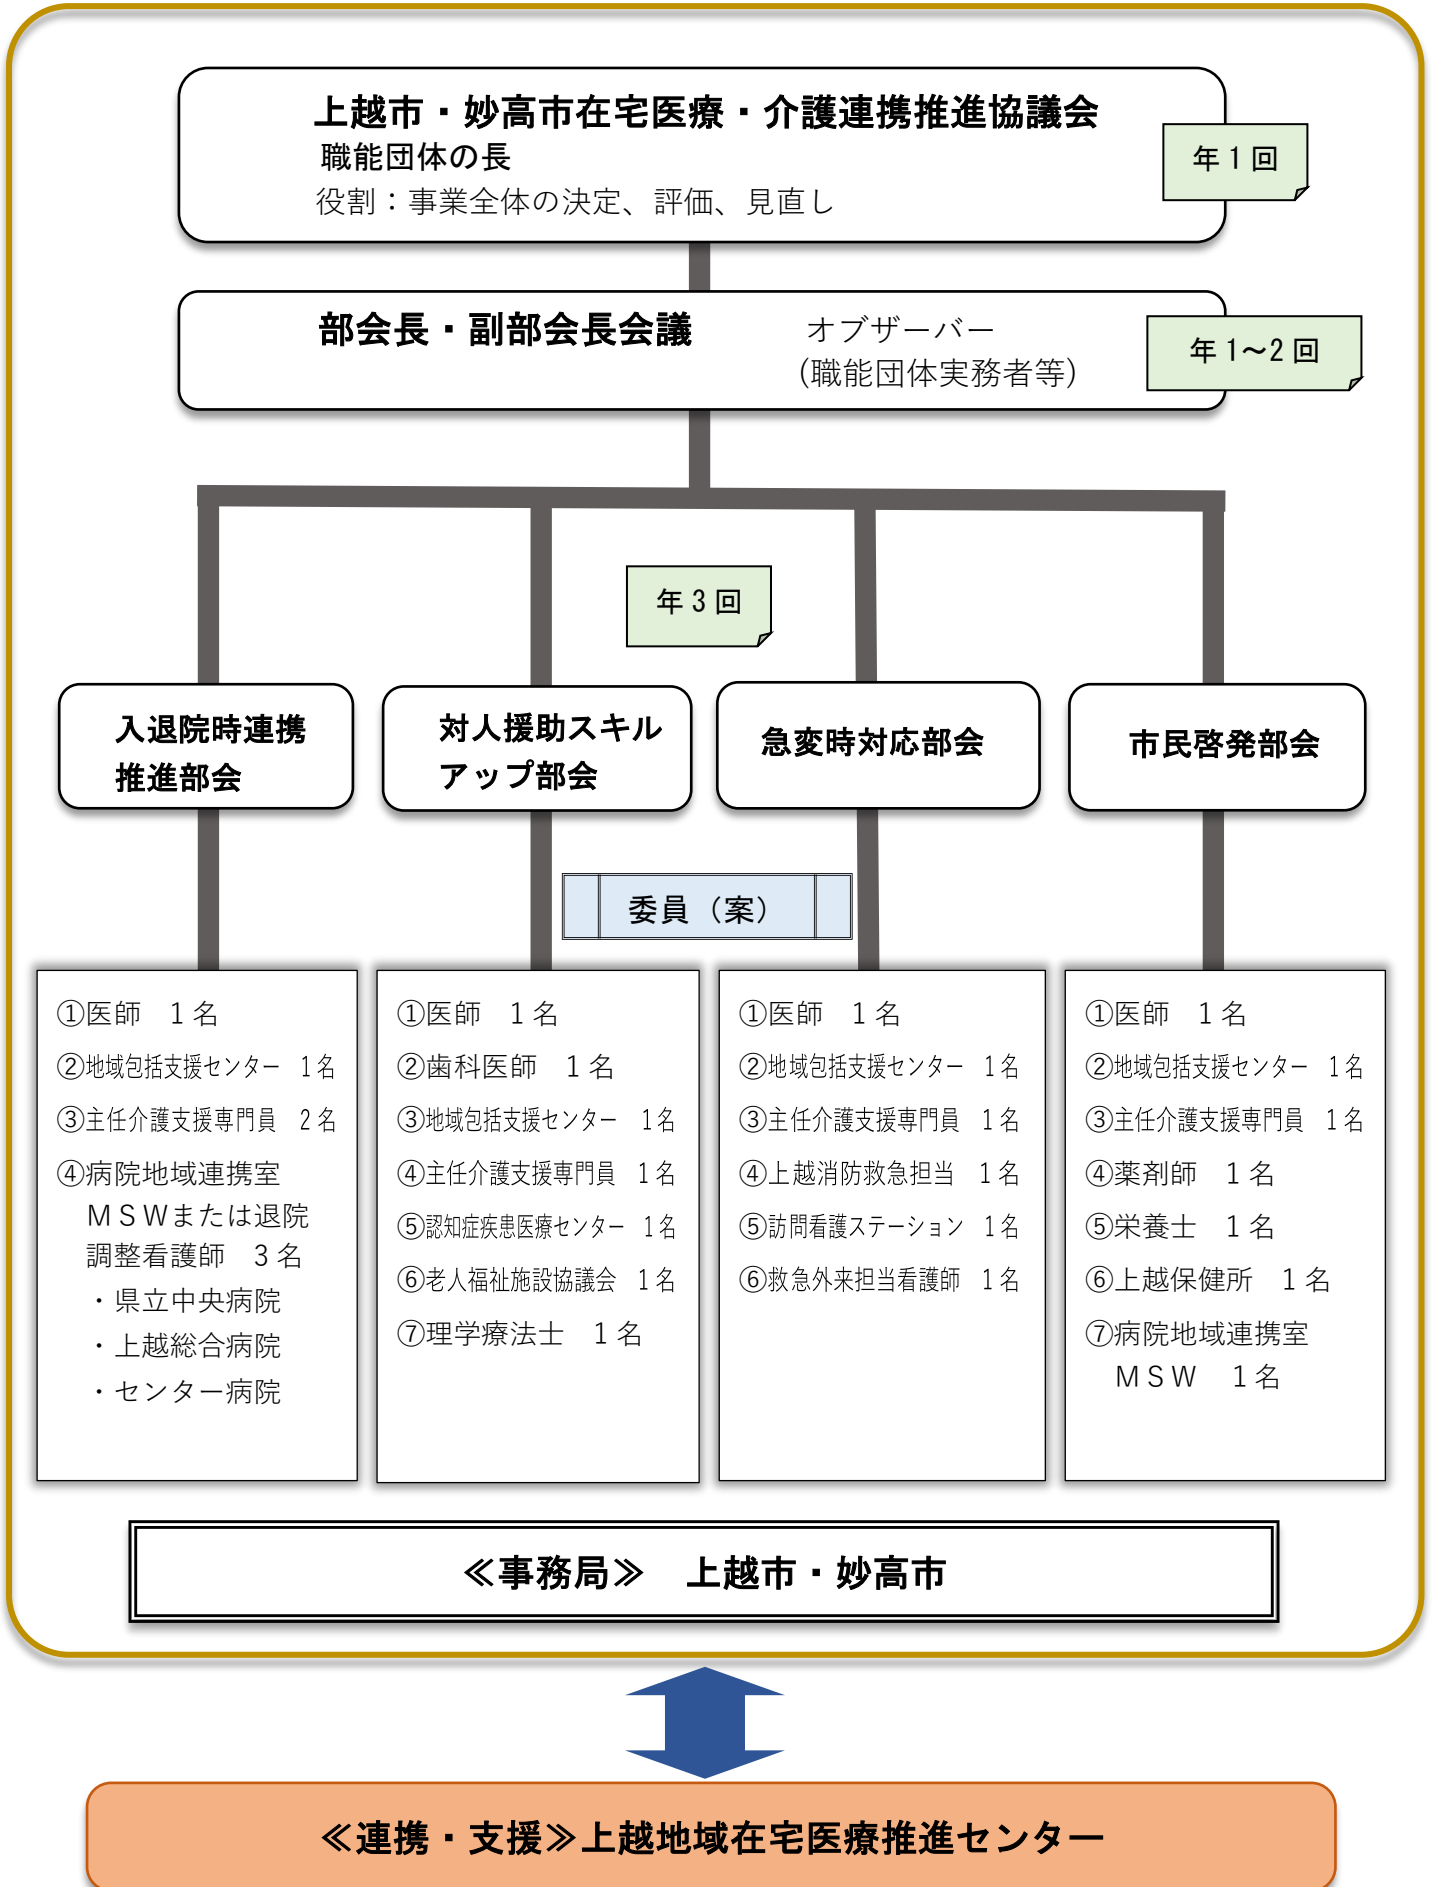 上越市・妙高市在宅医療・介護連携推進協議会
職能団体の長
役割：事業全体の決定、評価、見直し
年1回
部会長・副部会長会議
オブザーバー
(職能団体実務者等)
年1～2回
年3回
入退院時連携
推進部会
対人援助スキル
アップ部会
急変時対応部会
市民啓発部会
委員（案）
①医師　1名
②地域包括支援センター　1名
③主任介護支援専門員　2名
④病院地域連携室
ＭＳＷまたは退院
調整看護師　3名
・県立中央病院
・上越総合病院
・センター病院
①医師　1名
②歯科医師　1名
③地域包括支援センター　1名
④主任介護支援専門員　1名
⑤認知症疾患医療センター　1名
⑥老人福祉施設協議会　1名
⑦理学療法士　1名
①医師　1名
②地域包括支援センター　1名
③主任介護支援専門員　1名
④上越消防救急担当　1名
⑤訪問看護ステーション　1名
⑥救急外来担当看護師　1名
①医師　1名
②地域包括支援センター　1名
③主任介護支援専門員　1名
④薬剤師　1名
⑤栄養士　1名
⑥上越保健所　1名
⑦病院地域連携室
ＭＳＷ　1名
≪事務局≫　上越市・妙高市
≪連携・支援≫上越地域在宅医療推進センター